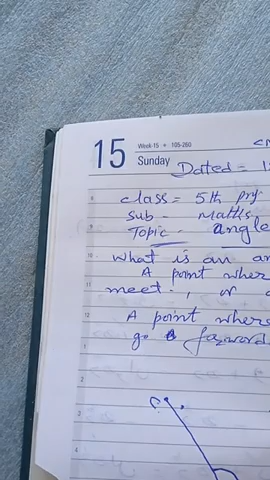 15
Week-15 • 105-260
Sunday
Dated = 1
class = 5th pry
sub - maths
Topic - angle
what is an an
A point wher
meet, or a
A point where
go forword